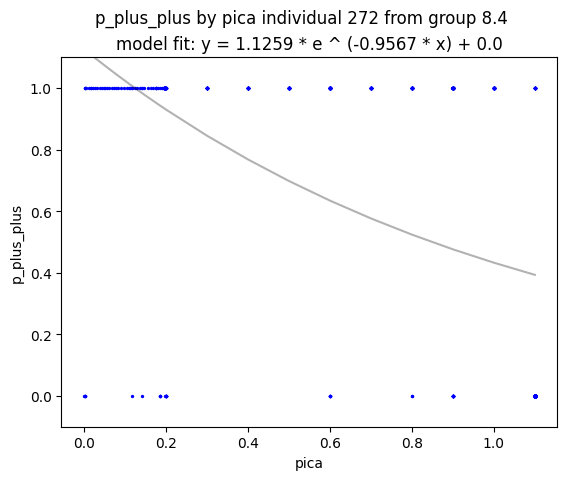 p_plus_plus by pica individual 272 from group 8.4
model fit: y = 1.1259 * e ^ (-0.9567 * x) + 0.0
1.0
0.8
0.6
0.4
0.2
0.0
p_plus_plus
0.0 0.2 0.4 0.6 0.8 1.0
pica